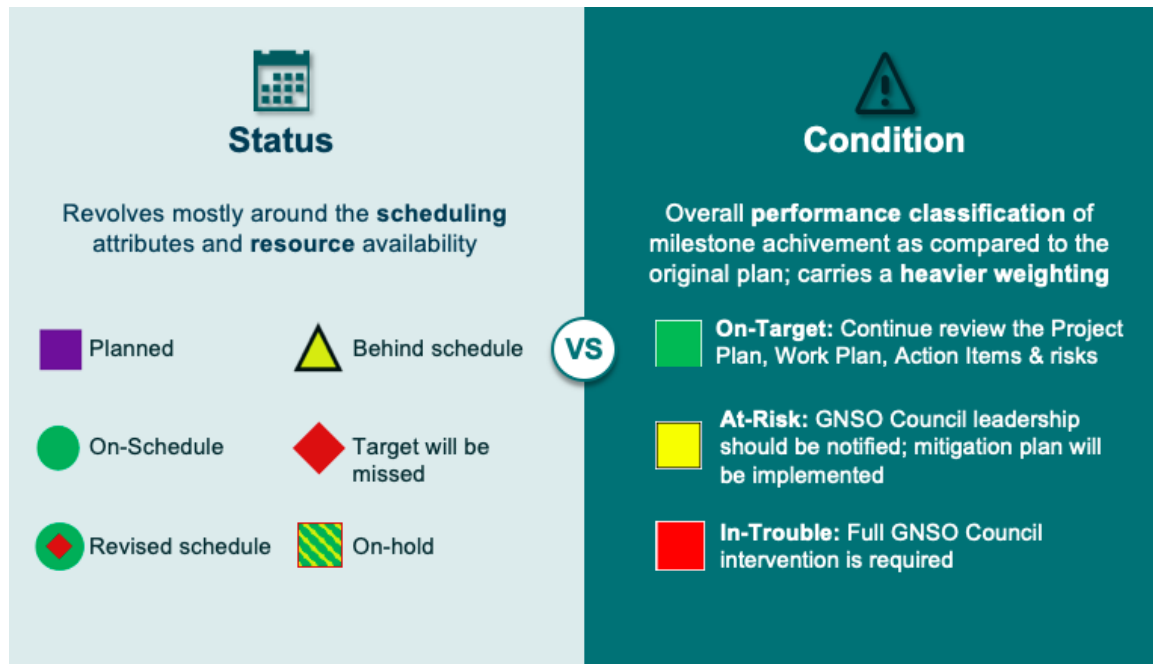 Status
Revolves mostly around the scheduling
attributes and resource availability
Planned
Behind schedule
On-Schedule
Target will be
missed
Revised schedule
On-hold
VS
Condition
Overall performance classification of
milestone achivement as compared to the
original plan; carries a heavier weighting
On-Target: Continue review the Project
Plan, Work Plan, Action Items & risks
At-Risk: GNSO Council leadership
should be notified; mitigation plan will
be implemented
In-Trouble: Full GNSO Council
intervention is required